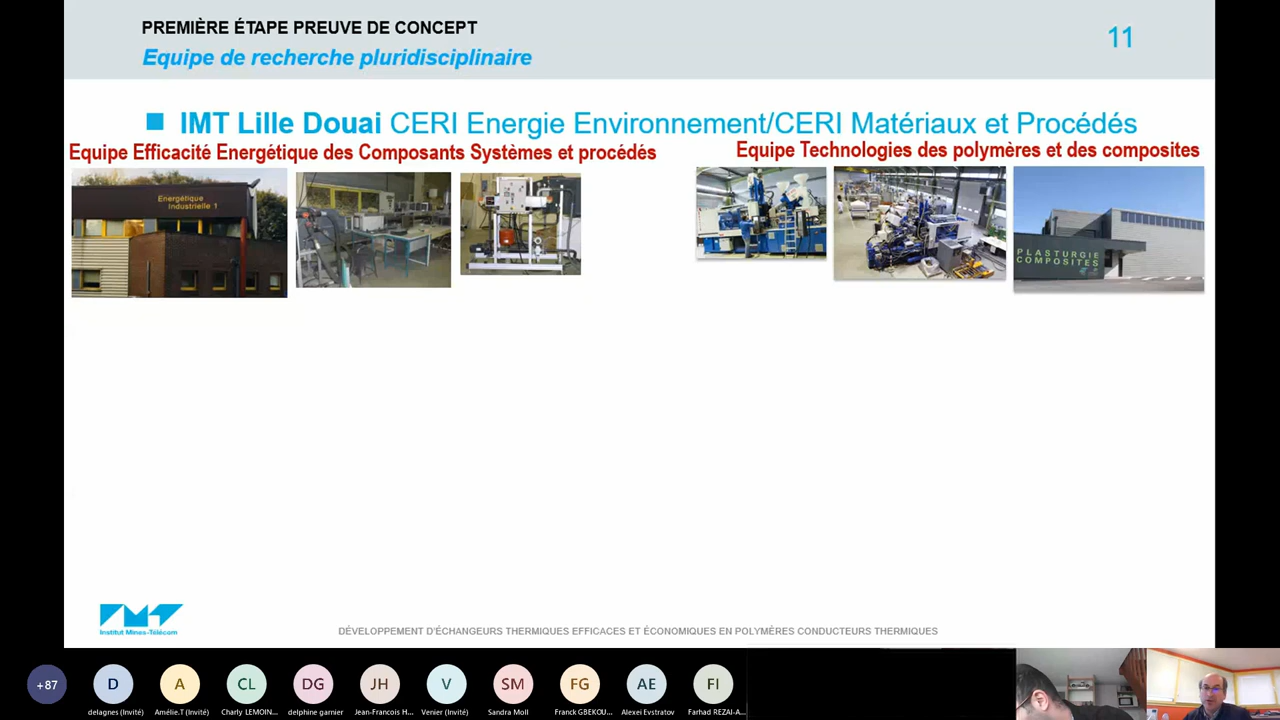 PREMIÈRE ÉTAPE PREUVE DE CONCEPT
11
Equipe de recherche pluridisciplinaire
IMT Lille Douai CERI Energie Environnement/CERI Matériaux et Procédés
Equipe Efficacité Energétique des Composants Systèmes et procédés
Equipe Technologies des polymères et des composites
Energétique
Industrielle 1
PLASTURGIE
COMPOSITES
IMT
Institut Mines-Télécom
DÉVELOPPEMENT D'ÉCHANGEURS THERMIQUES EFFICACES ET ÉCONOMIQUES EN POLYMÈRES CONDUCTEURS THERMIQUES
+87
D
A
CL
DG
JH
V
SM
FG
AE
FI
delagnes (Invité)
Amélie.T (Invité)
Charly LEMOIN...
delphine garnier
Jean-Francois H...
Venier (Invité)
Sandra Moll
Franck GBEKOU...
Alexei Evstratov
Farhad REZAI-A...